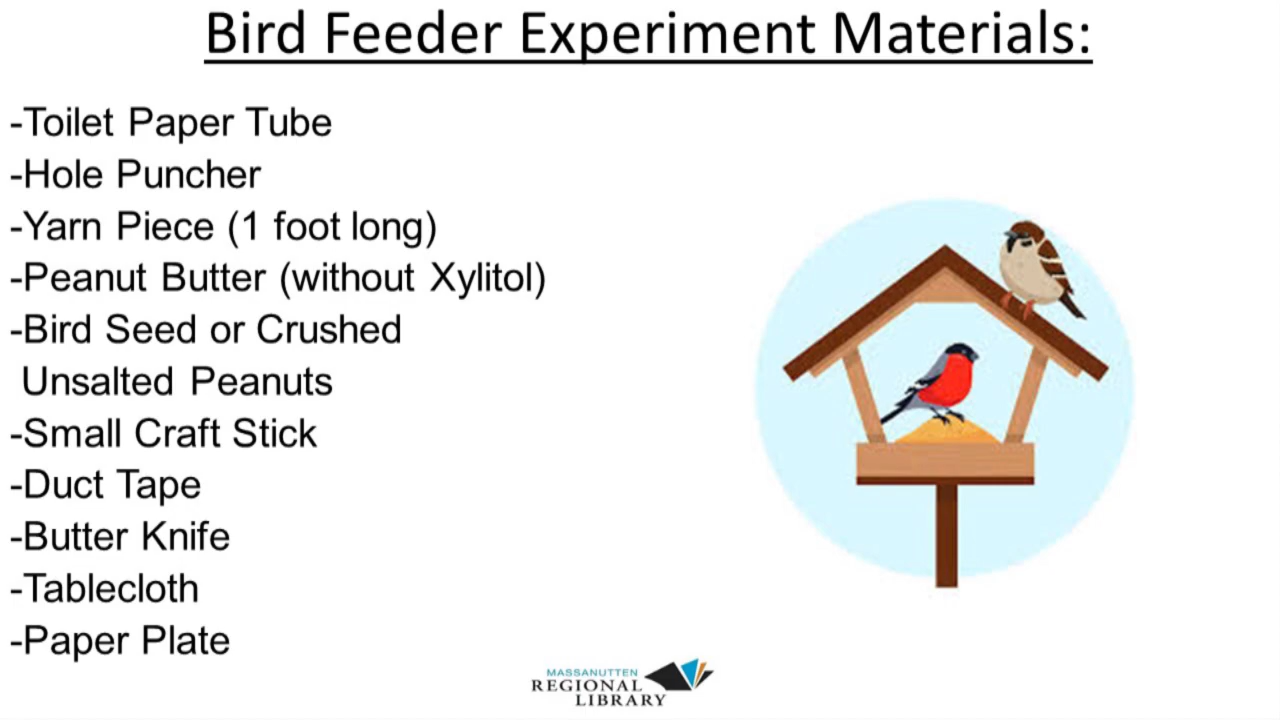 Bird Feeder Experiment Materials:
-Toilet Paper Tube
-Hole Puncher
-Yarn Piece (1 foot long)
-Peanut Butter (without Xylitol)
-Bird Seed or Crushed
Unsalted Peanuts
-Small Craft Stick
-Duct Tape
-Butter Knife
-Tablecloth
-Paper Plate
MASSANUTTEN
REGIONAL
LIBRARY